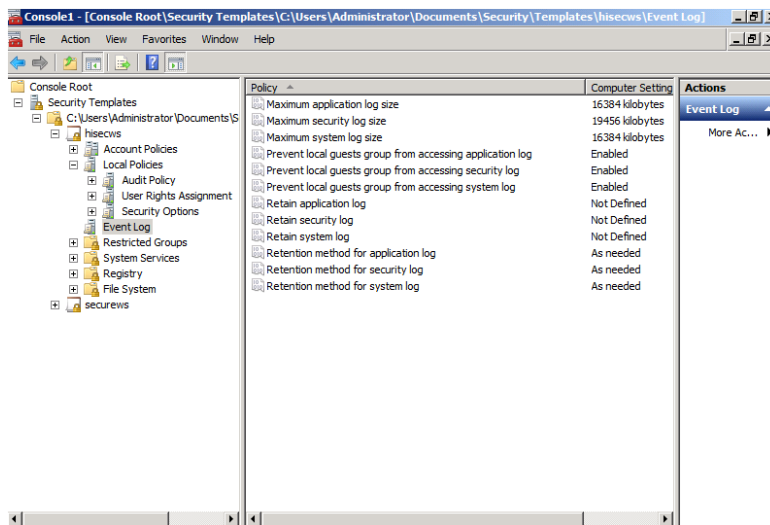 Console1 - [Console Root\Security Templates\C:\Users\Administrator\Documents\Security\Templates\hisecws\Event Log]
File Action View Favorites Window Help
Console Root
Security Templates
C:\Users\Administrator\Documents\S
hisecws
Account Policies
Local Policies
Audit Policy
User Rights Assignment
Security Options
Event Log
Restricted Groups
System Services
Registry
File System
securews
Policy Computer Setting
Maximum application log size 16384 kilobytes
Maximum security log size 19456 kilobytes
Maximum system log size 16384 kilobytes
Prevent local guests group from accessing application log Enabled
Prevent local guests group from accessing security log Enabled
Prevent local guests group from accessing system log Enabled
Retain application log Not Defined
Retain security log Not Defined
Retain system log Not Defined
Retention method for application log As needed
Retention method for security log As needed
Retention method for system log As needed
Actions
Event Log
More Ac...